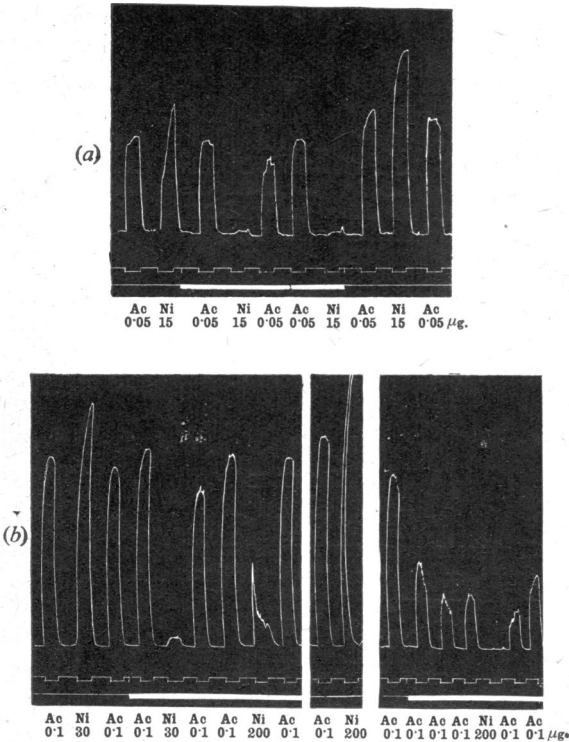 (a)
Ac Ni Ac Ni Ac Ac Ni Ac Ni Ac
0·05 15 0·05 15 0·05 0·05 15 0·05 15 0·05 μg.
(b)
Ac Ni Ac Ac Ni Ac Ac Ni Ac Ac Ni Ac Ac Ac Ac Ni Ac Ac
0·1 30 0·1 0·1 30 0·1 0·1 200 0·1 0·1 200 0·1 0·1 0·1 0·1 200 0·1 0·1 μg.